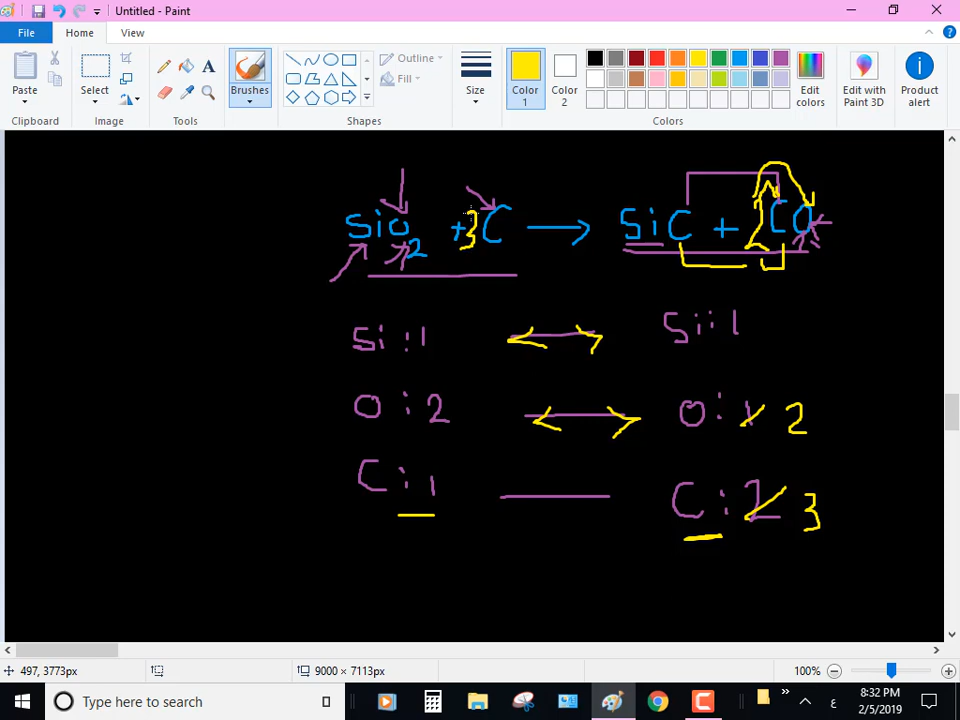 Untitled - Paint
File Home View
Paste Select Brushes Outline Fill Size Color 1 Color 2 Edit colors Edit with Paint 3D Product alert
Clipboard Image Tools Shapes Colors
SiO2 + 3C → SiC + 2CO
Si : 1 Si : 1
O : 2 O : 1 2
C : 1 C : 2 3
497, 3773px 9000 × 7113px 100%
Type here to search
8:32 PM
2/5/2019
ع